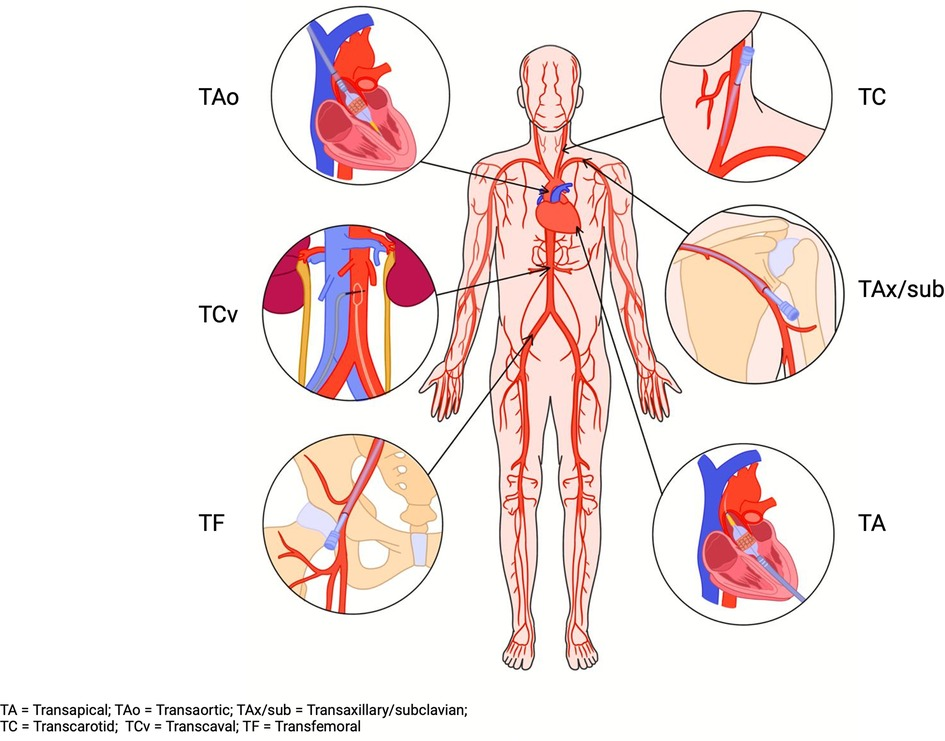 TAo
TC
TCv
TAx/sub
TF
TA
TA = Transapical; TAo = Transaortic; TAx/sub = Transaxillary/subclavian;
TC = Transcarotid;  TCv = Transcaval; TF = Transfemoral